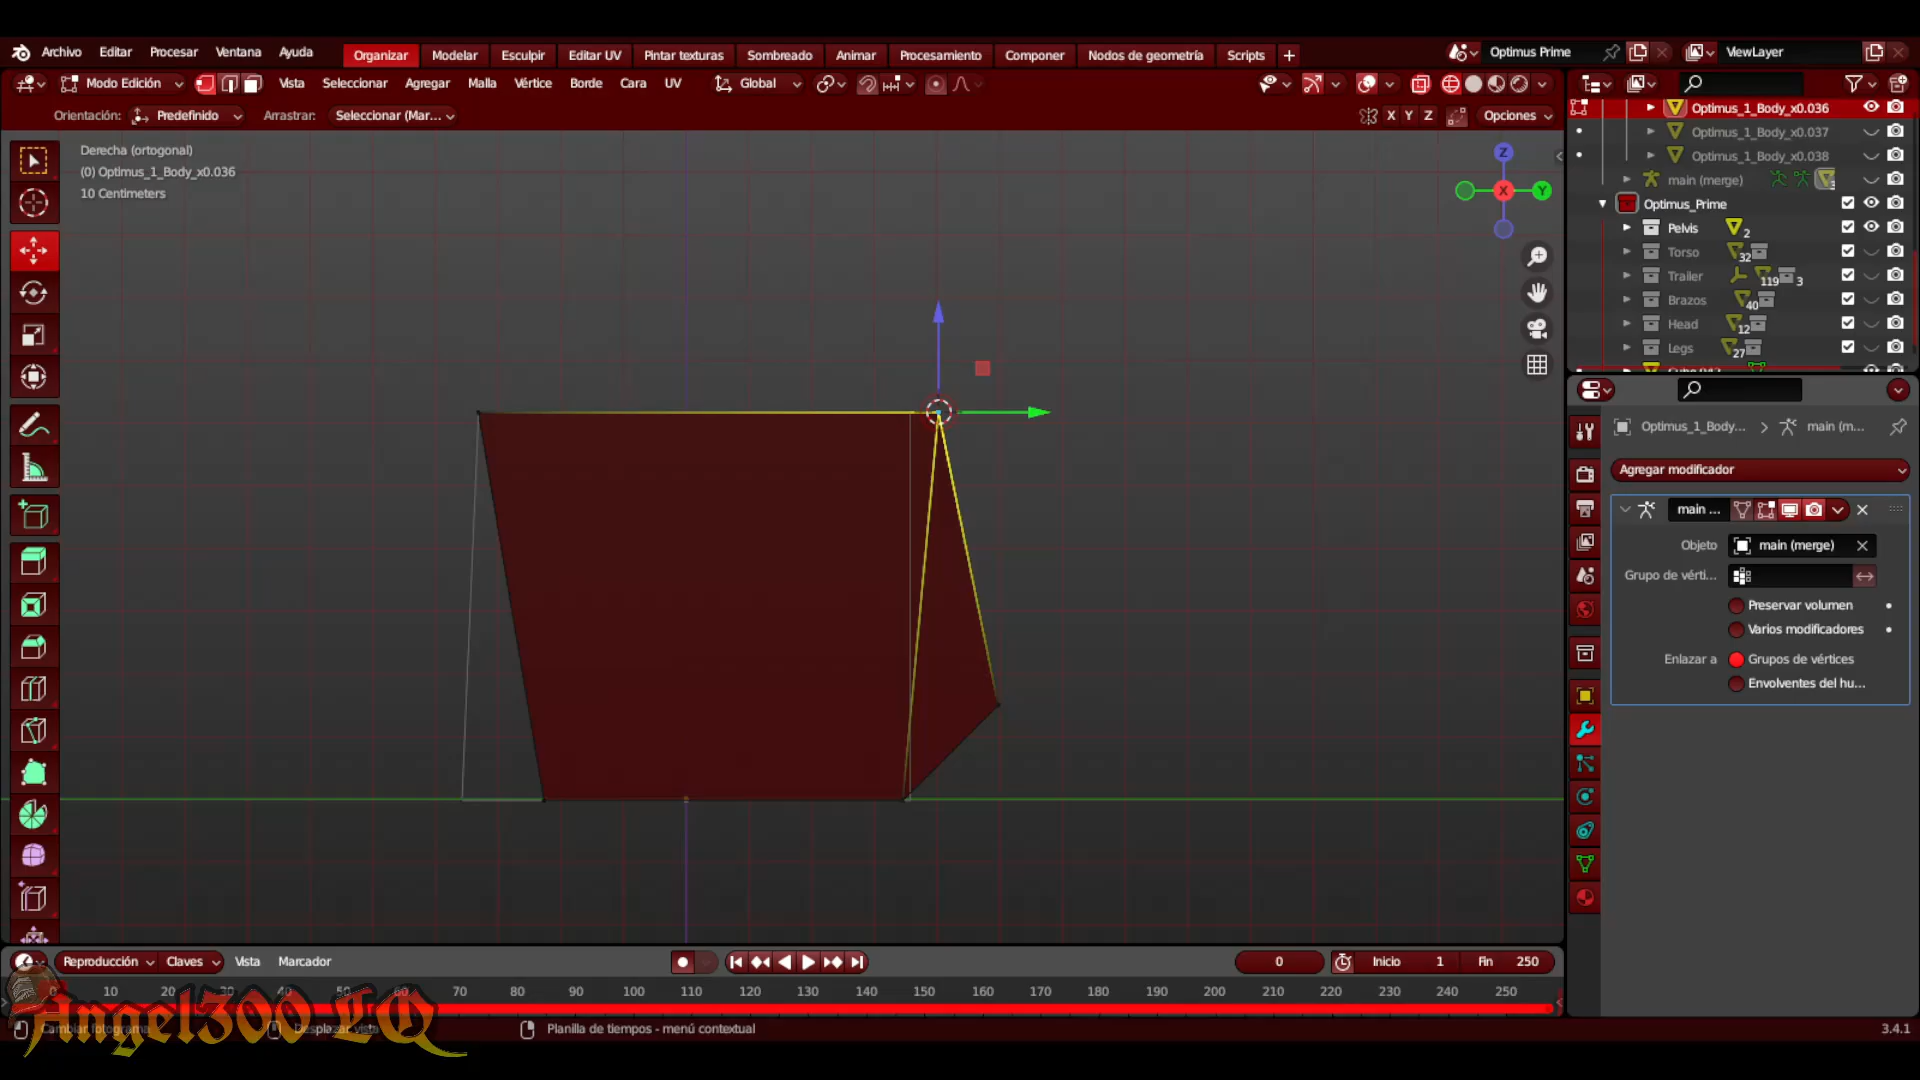 Archivo Editar Procesar Ventana Ayuda Organizar Modelar Esculpir Editar UV Pintar texturas Sombreado Animar Procesamiento Componer Nodos de geometría Scripts + Optimus Prime ViewLayer
Modo Edición Vista Seleccionar Agregar Malla Vértice Borde Cara UV Global
Orientación: Predefinido Arrastrar: Seleccionar (Mar... X Y Z Opciones
Derecha (ortogonal)
(0) Optimus_1_Body_x0.036
10 Centimeters
Z
X
Y
Optimus_1_Body_x0.036
Optimus_1_Body_x0.037
Optimus_1_Body_x0.038
main (merge)
Optimus_Prime
Pelvis 2
Torso 32
Trailer 119 3
Brazos 40
Head 12
Legs 27
Optimus_1_Body... > main (m...
Agregar modificador
main ...
Objeto main (merge)
Grupo de vérti...
Preservar volumen
Varios modificadores
Enlazar a Grupos de vértices
Envolventes del hu...
Reproducción Claves Vista Marcador 0 Inicio 1 Fin 250
0 10 20 30 40 50 60 70 80 90 100 110 120 130 140 150 160 170 180 190 200 210 220 230 240 250
Angel300 LQ
Cambiar fotograma Desplazar vista Planilla de tiempos - menú contextual 3.4.1